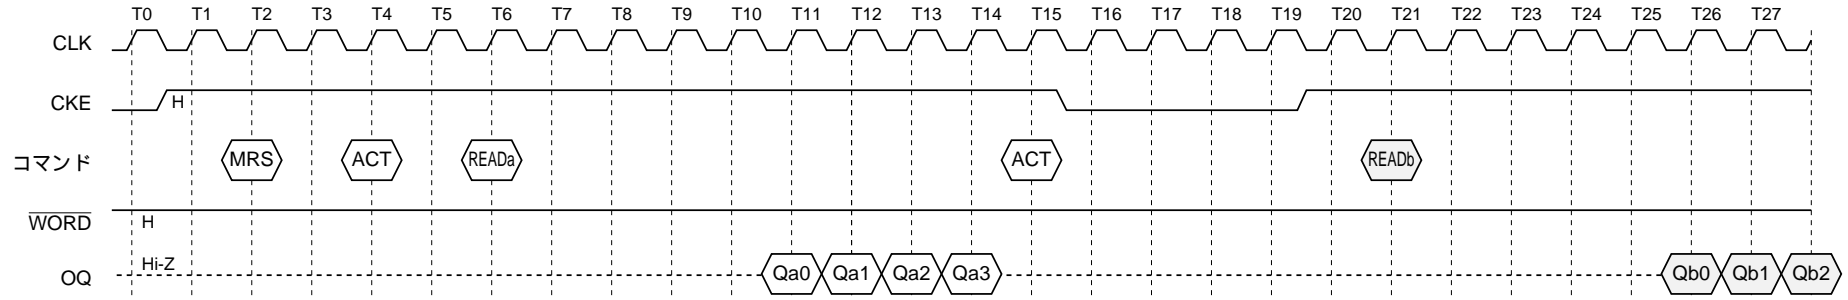 T0 T1 T2 T3 T4 T5 T6 T7 T8 T9 T10 T11 T12 T13 T14 T15 T16 T17 T18 T19 T20 T21 T22 T23 T24 T25 T26 T27
CLK
CKE H
コマンド MRS ACT READa ACT READb
WORD H
OQ Hi-Z Qa0 Qa1 Qa2 Qa3 Qb0 Qb1 Qb2